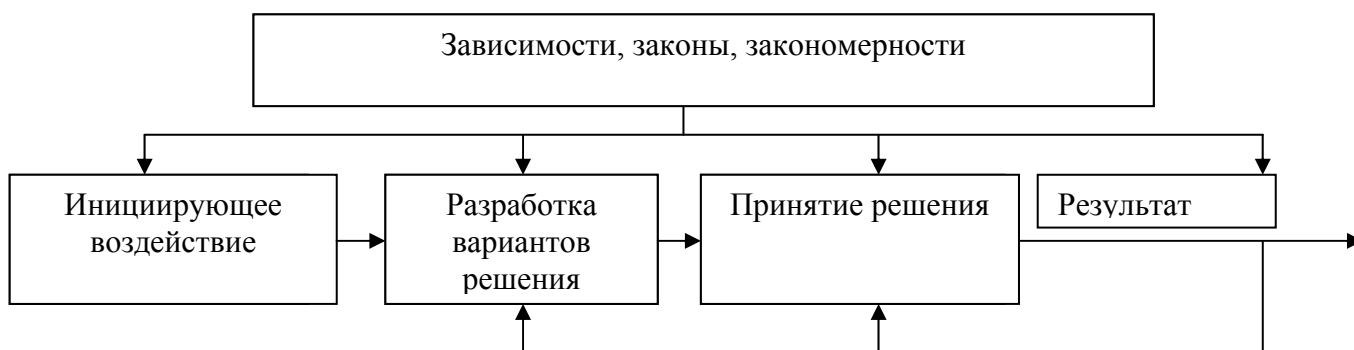 Зависимости, законы, закономерности
Инициирующее
воздействие
Разработка
вариантов
решения
Принятие решения
Результат